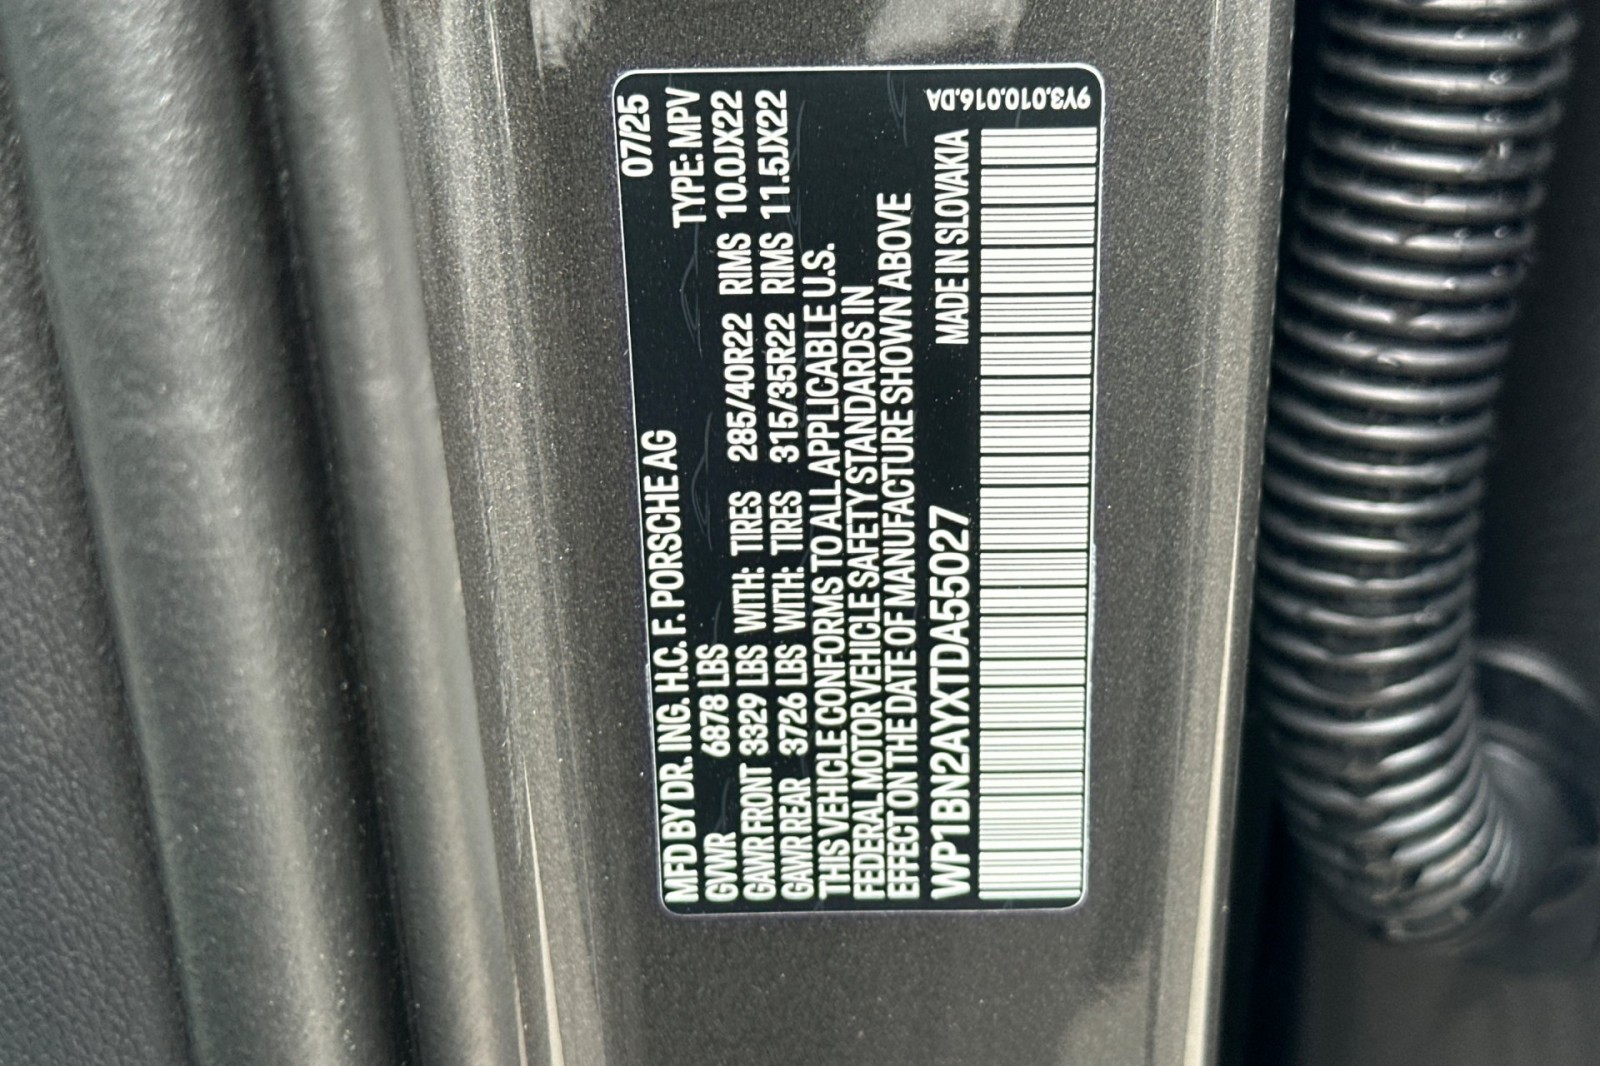 MFD BY DR. ING. H.C. F. PORSCHE AG 07/25
GVWR 6878 LBS TYPE: MPV
GAWR FRONT 3329 LBS WITH: TIRES 285/40R22 RIMS 10.0JX22
GAWR REAR 3726 LBS WITH: TIRES 315/35R22 RIMS 11.5JX22
THIS VEHICLE CONFORMS TO ALL APPLICABLE U.S.
FEDERAL MOTOR VEHICLE SAFETY STANDARDS IN
EFFECT ON THE DATE OF MANUFACTURE SHOWN ABOVE
WP1BN2AYXTDA55027 MADE IN SLOVAKIA
9Y3.010.016.DA